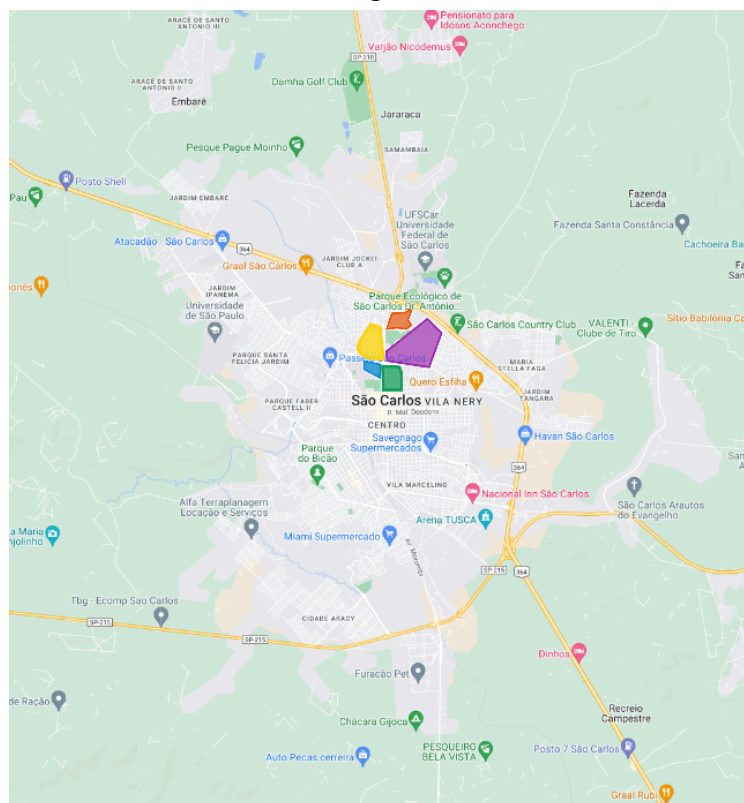 ARACÊ DE SANTO
ANTÔNIO III
Pensionato para
Idosos Aconchego
Varjão Nicodemus
SP-318
ARACÊ DE SANTO
ANTÔNIO II
Embaré
Damha Golf Club
Jararaca
Pesque Pague Moinho
SAMAMBAIA
Posto Shell
Pau
JARDIM EMBARÉ
Fazenda
Lacerda
UFSCar -
Universidade
Federal de
São Carlos
Fazenda Santa Constância
Atacadão - São Carlos
364
Cachoeira Ba
Graal São Carlos
JARDIM JOCKEI
CLUB A
JARDIM
IPANEMA
Parque Ecológico de
São Carlos Dr. Antônio...
Universidade
de São Paulo
São Carlos Country Club
VALENTI -
Clube de Tiro
Sítio Babilônia Ca
PARQUE SANTA
FELICIA JARDIM
MARIA
STELLA FAGA
Quero Esfiha
JARDIM
TANGARA
PARQUE FABER
CASTELL II
São Carlos
VILA NERY
R. Mal. Deodoro
CENTRO
Savegnago
Supermercados
Havan São Carlos
Parque
do Bicão
364
VILA MARCELINO
Nacional Inn São Carlos
São Carlos Arautos
do Evangelho
Alfa Terraplanagem
Locação e Serviços
Arena TUSCA
Miami Supermercado
Av. Morumbi
SP 215
364
Tbg - Ecomp Sao Carlos
SP-215
CIDADE ARACY
SP-215
Dinhos
Furacão Pet
de Ração
Recreio
Campestre
Chácara Gijoca
Auto Pecas cerreira
PESQUEIRO
BELA VISTA
Posto 7 São Carlos
Graal Rubi